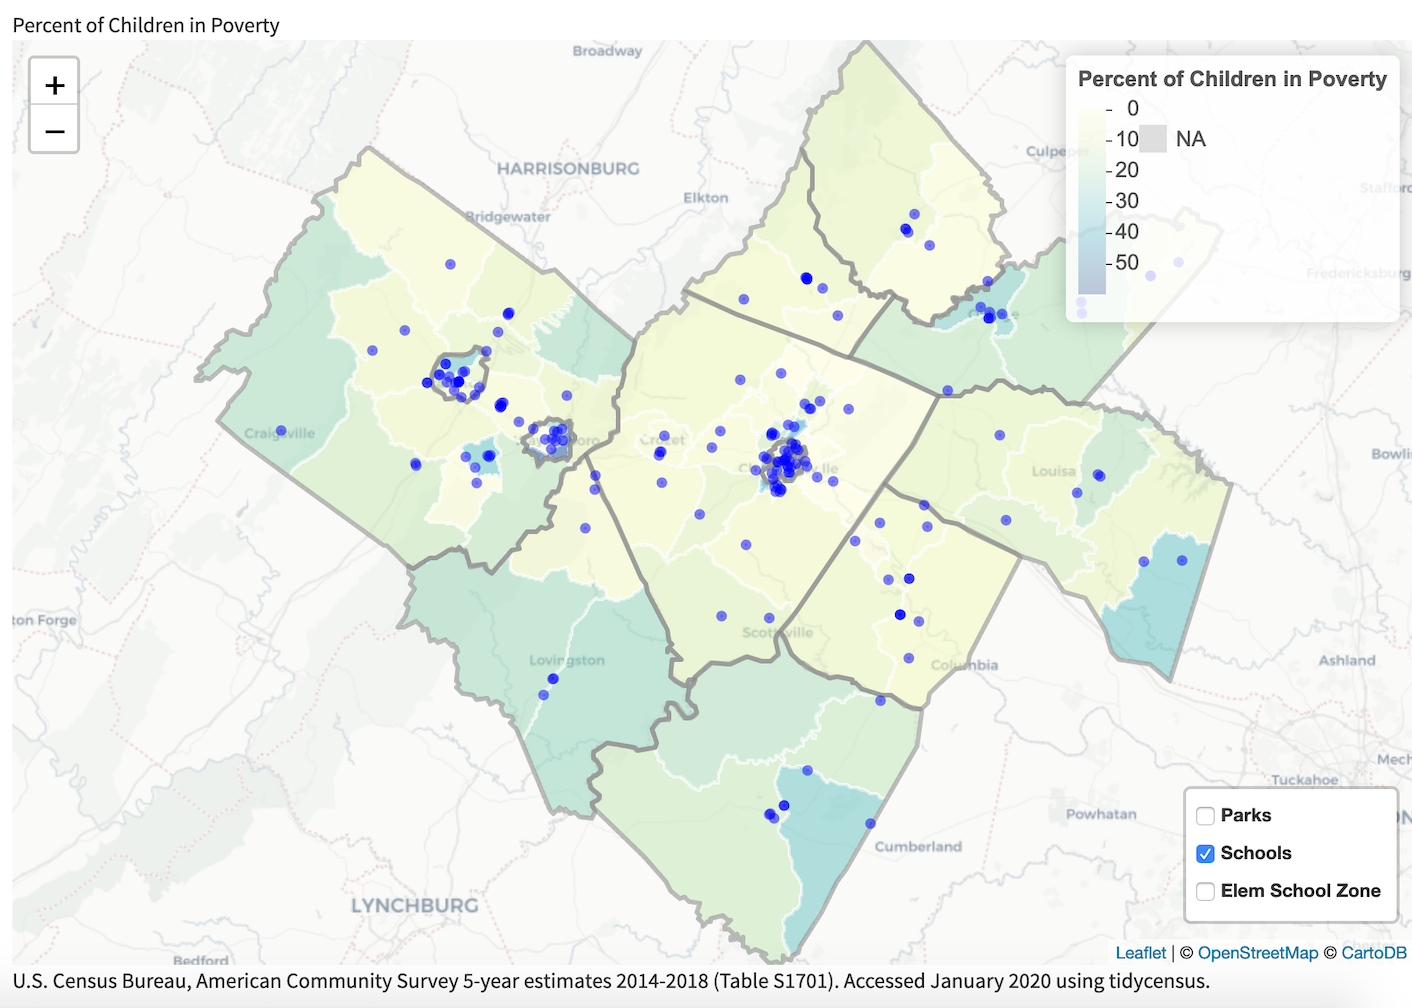 Percent of Children in Poverty
+
−
Broadway
HARRISONBURG
Elkton
Bridgewater
Percent of Children in Poverty
0
10
20
30
40
50
NA
Stafford
Fredericksburg
Craigsville
Crozet
Louisa
Bowli
ton Forge
Scottsville
Lovingston
Columbia
Ashland
Mech
Tuckahoe
Powhatan
Cumberland
LYNCHBURG
Bedford
Parks
Schools
Elem School Zone
Leaflet | © OpenStreetMap © CartoDB
U.S. Census Bureau, American Community Survey 5-year estimates 2014-2018 (Table S1701). Accessed January 2020 using tidycensus.